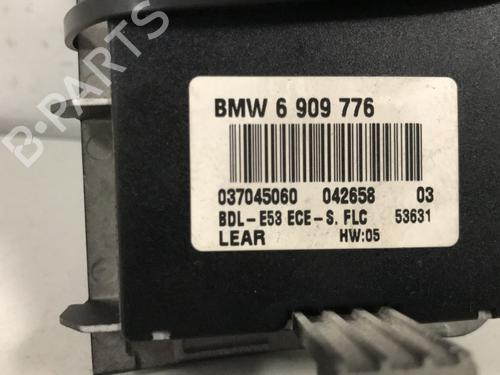 B-PARTS
BMW 6 909 776
037045060 042658 03
BDL-E53 ECE-S. FLC 53631
LEAR HW:05